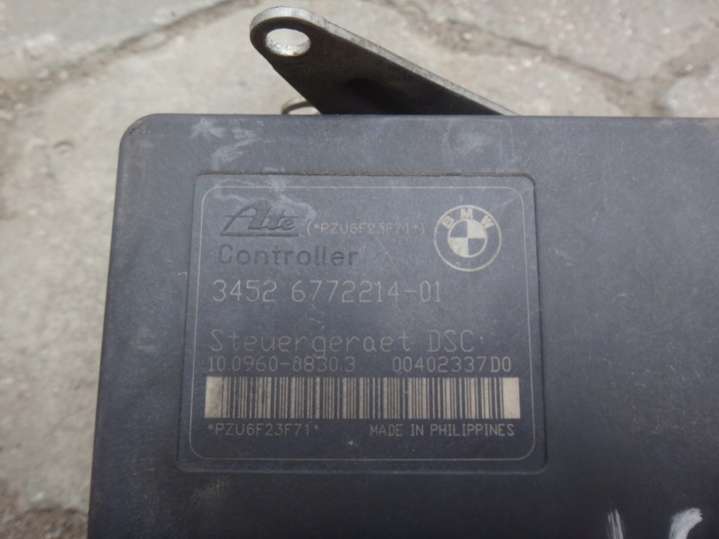 Ate (*PZU6F23F71*) BMW
Controller
3452 6772214-01
Steuergeraet DSC
10.0960-8830.3 00402337D0
*PZU6F23F71* MADE IN PHILIPPINES